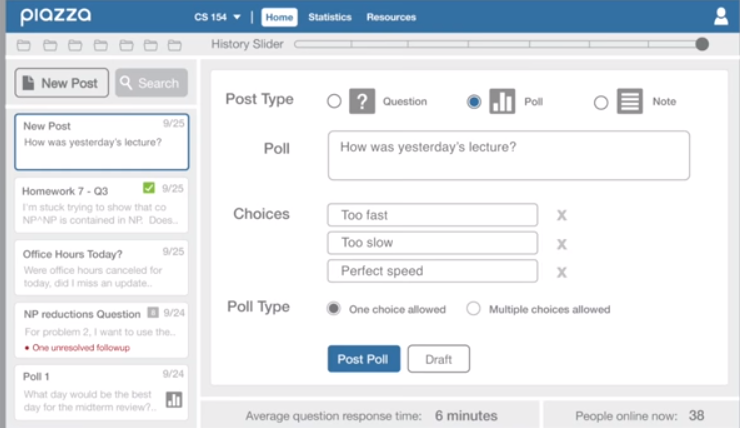 piazza
CS 154 ▼ | Home Statistics Resources
History Slider
New Post
Search
New Post 9/25
How was yesterday's lecture?
Homework 7 - Q3 9/25
I'm stuck trying to show that co
NP^NP is contained in NP. Does..
Office Hours Today? 9/25
Were office hours canceled for
today, did I miss an update..
NP reductions Question 9/24
For problem 2, I want to use the..
• One unresolved followup
Poll 1 9/24
What day would be the best
day for the midterm review?..
Post Type ? Question Poll Note
Poll How was yesterday's lecture?
Choices Too fast X
Too slow X
Perfect speed X
Poll Type One choice allowed Multiple choices allowed
Post Poll Draft
Average question response time: 6 minutes People online now: 38